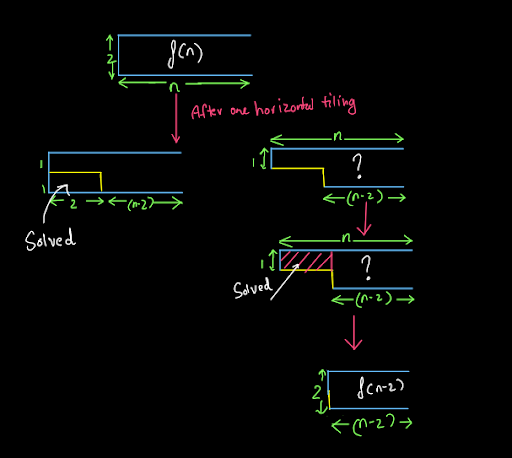 2
f(n)
n
After one horizontal tiling
1
1
2
(n-2)
Solved
n
1
?
(n-2)
n
1
?
Solved
(n-2)
2
f(n-2)
(n-2)